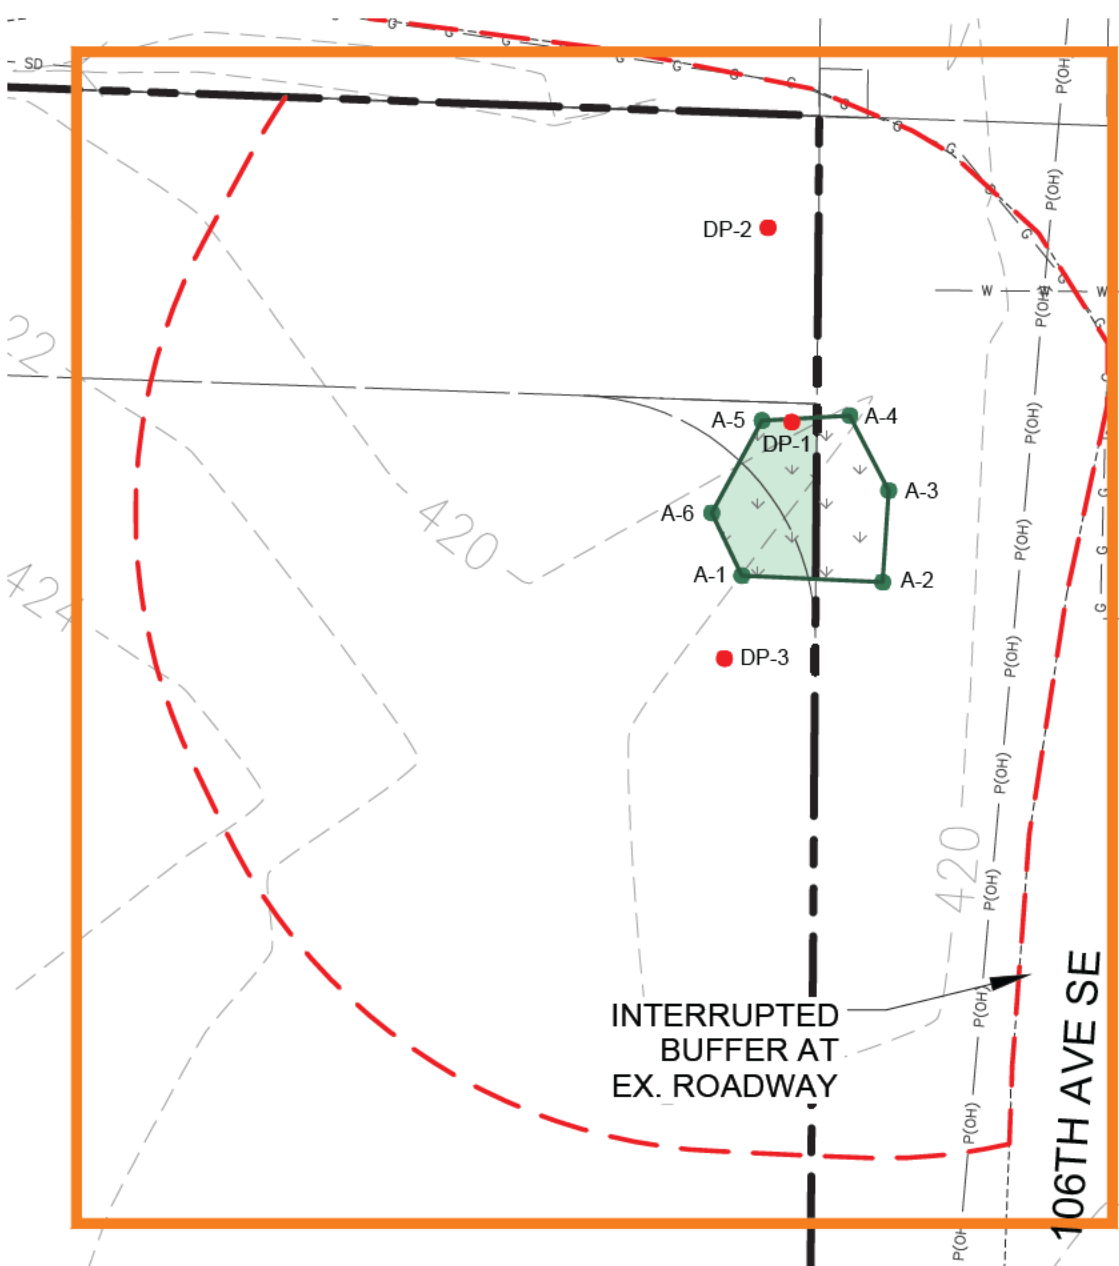 G G G G G G G G
SD
G G G G G G G
DP-2
P(OH)
P(OH)
W W W
P(OH)
22
A-5
A-4
DP-1
P(OH)
A-3
G
A-6
420
P(OH)
G
A-1
A-2
424
G
DP-3
P(OH)
P(OH)
420
P(OH)
INTERRUPTED
BUFFER AT
EX. ROADWAY
P(OH)
P(OH)
106TH AVE SE